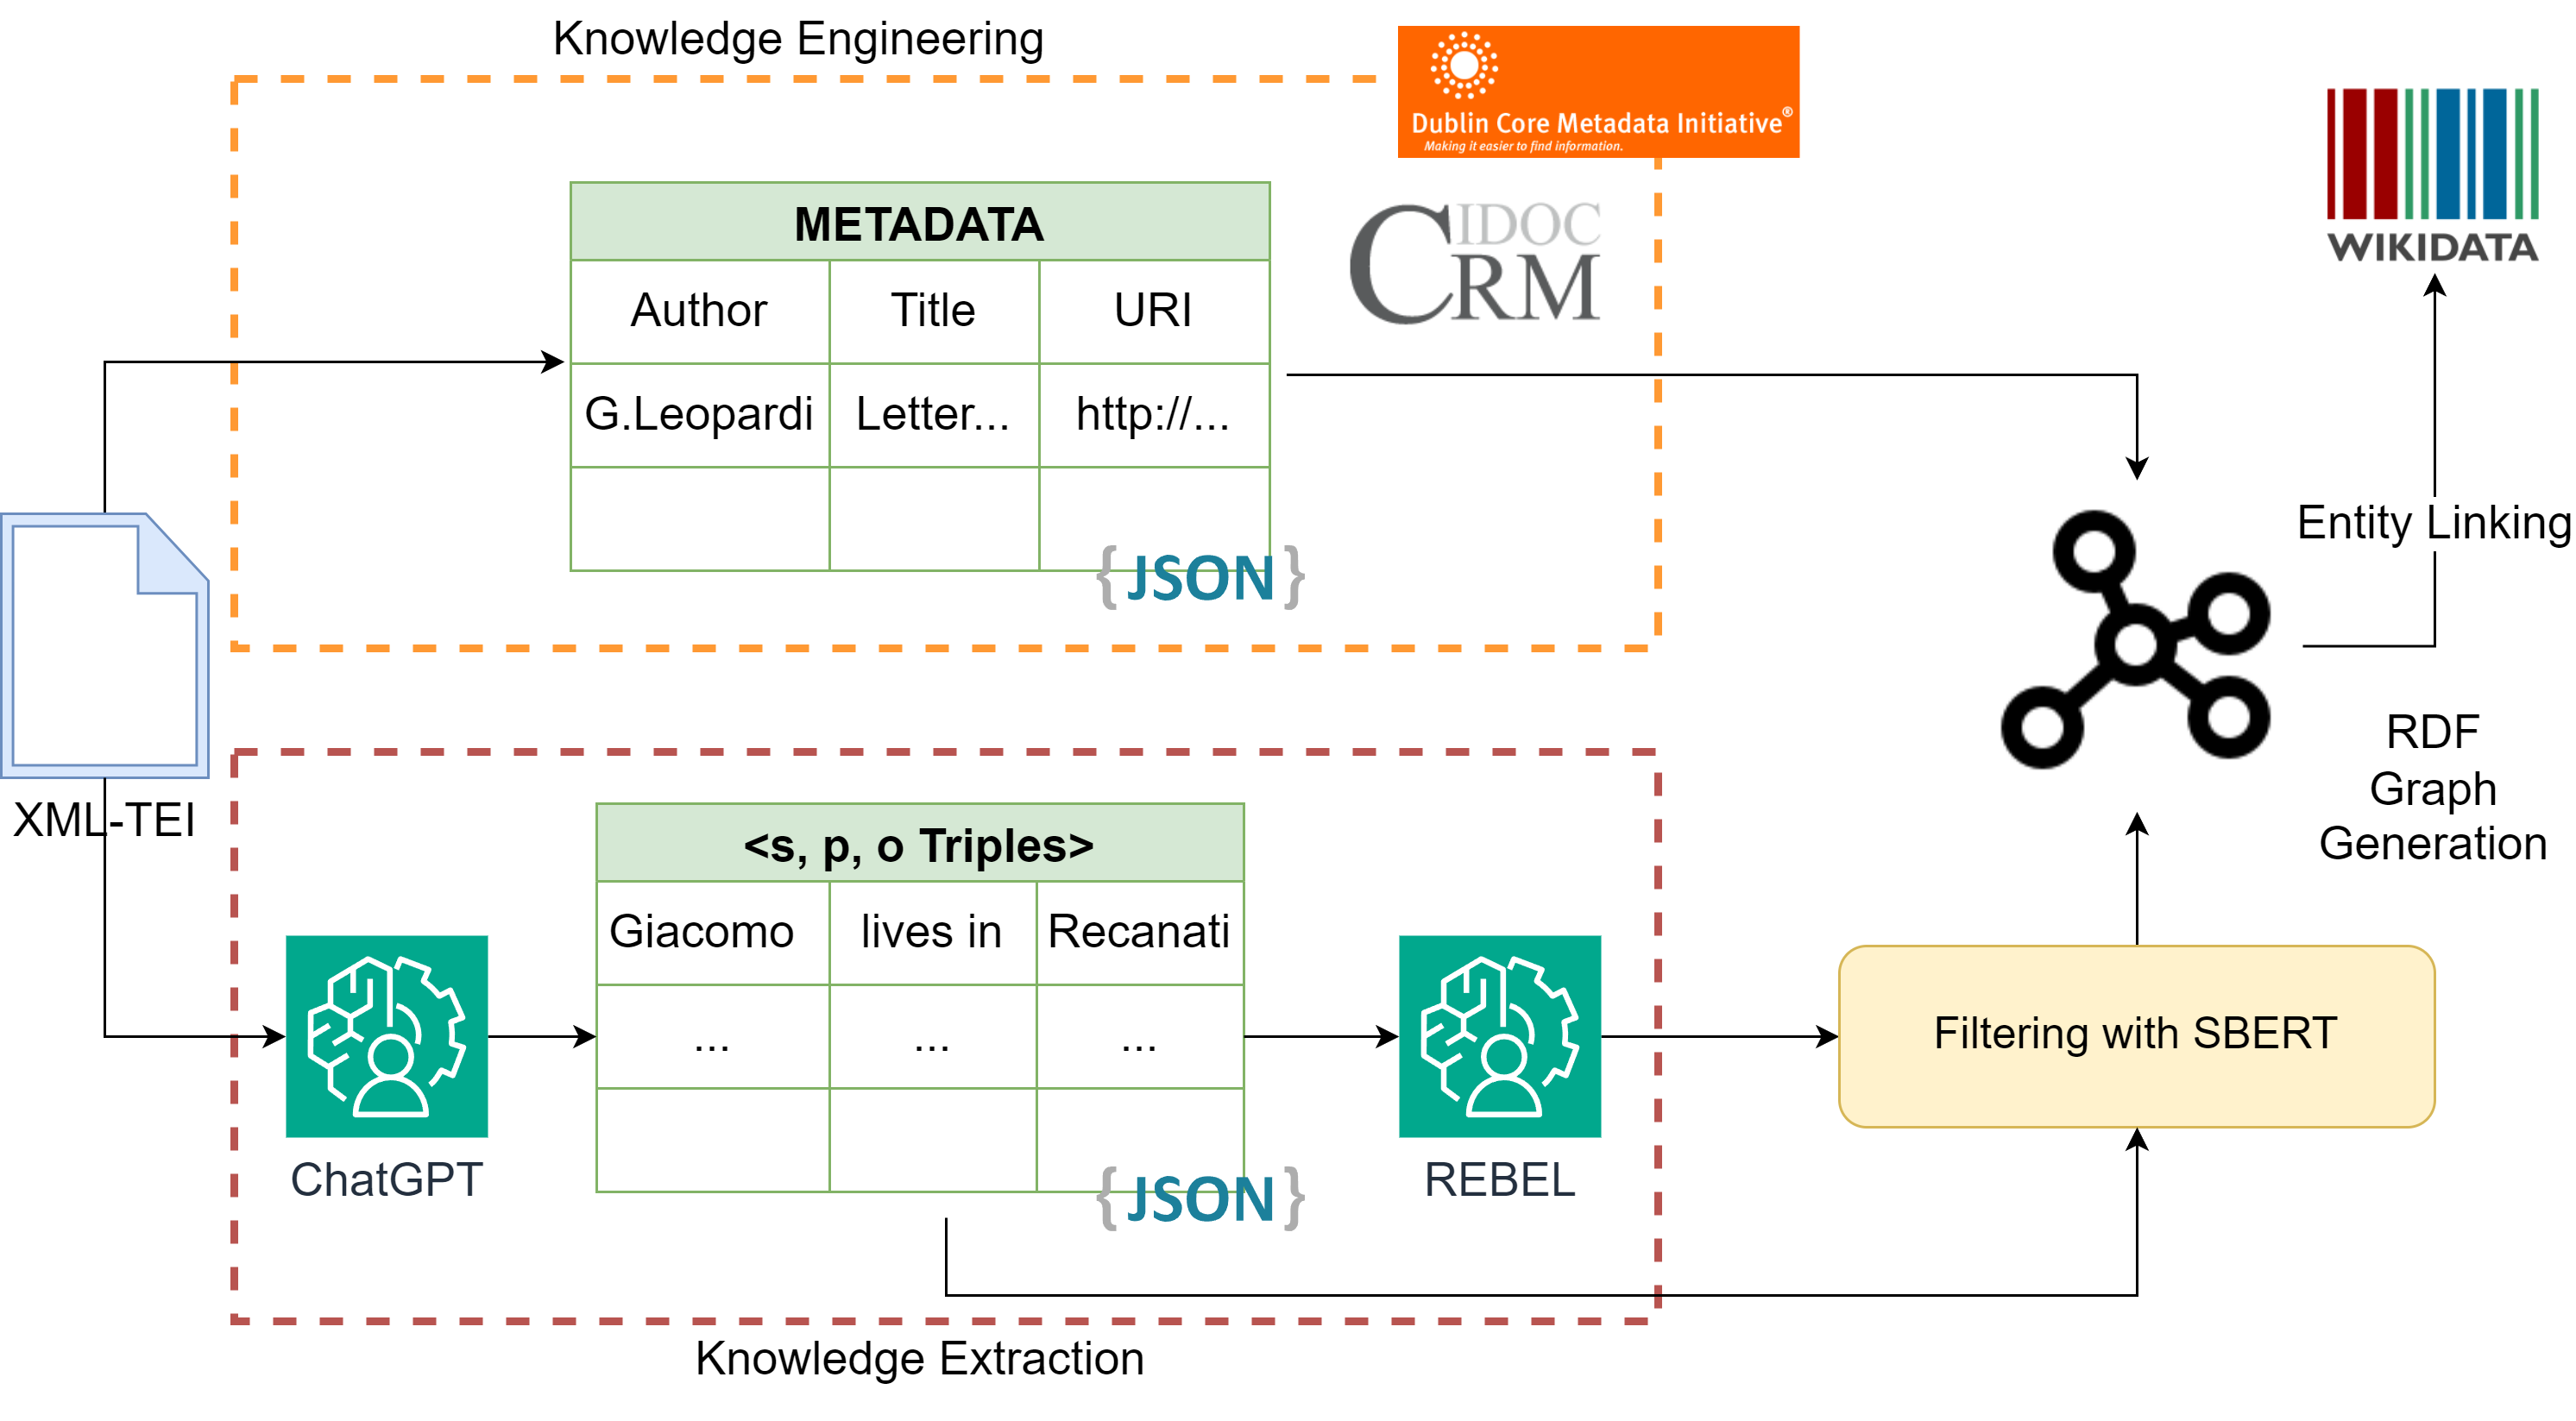 Knowledge Engineering
Dublin Core Metadata Initiative®
Making it easier to find information.
WIKIDATA
METADATA
CIDOC
CRM
Author Title URI
G.Leopardi Letter... http://...
{JSON}
Entity Linking
XML-TEI
RDF
Graph
Generation
<s, p, o Triples>
Giacomo lives in Recanati
... ... ...
ChatGPT
{JSON}
REBEL
Filtering with SBERT
Knowledge Extraction